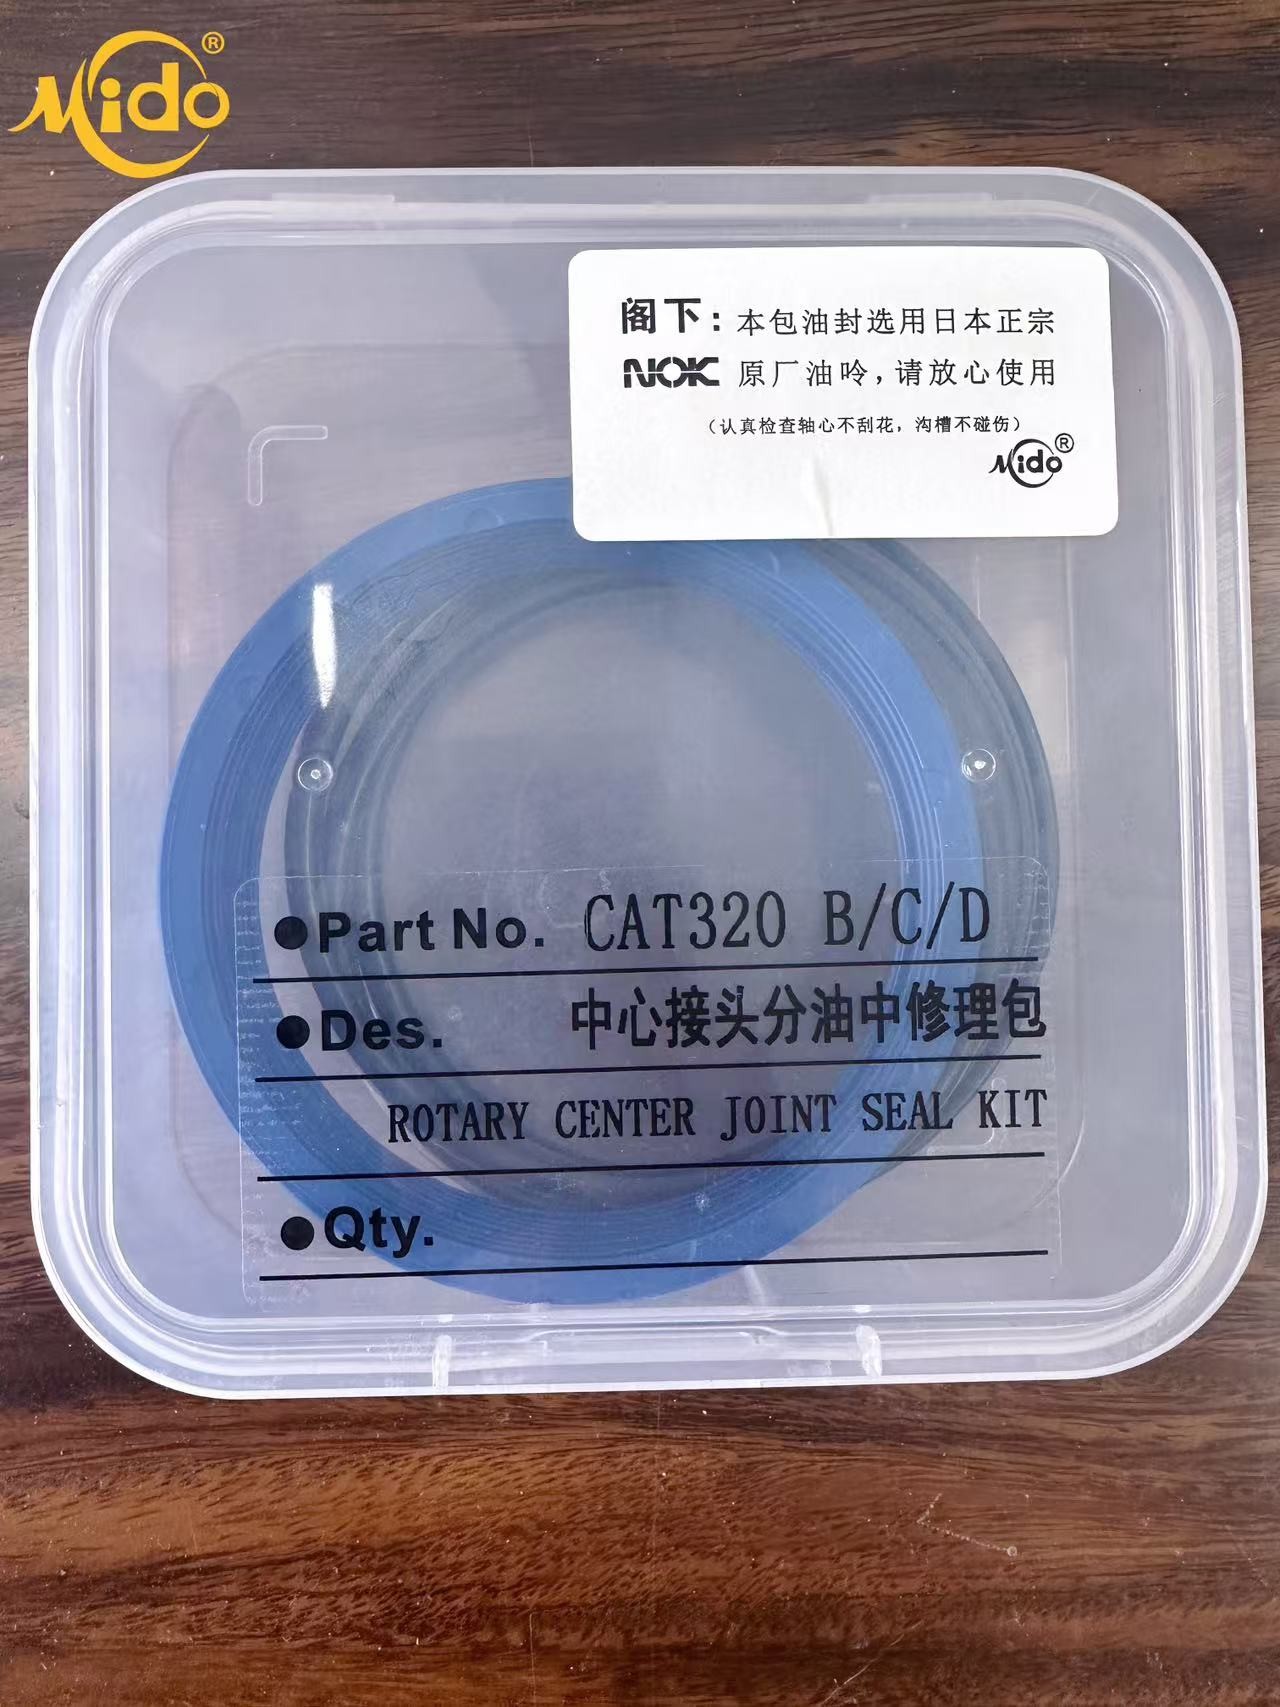 Mido®
阁下：本包油封选用日本正宗
NOK 原厂油呤，请放心使用
（认真检查轴心不刮花，沟槽不碰伤）
Mido®
●Part No. CAT320 B/C/D
●Des. 中心接头分油中修理包
ROTARY CENTER JOINT SEAL KIT
●Qty.